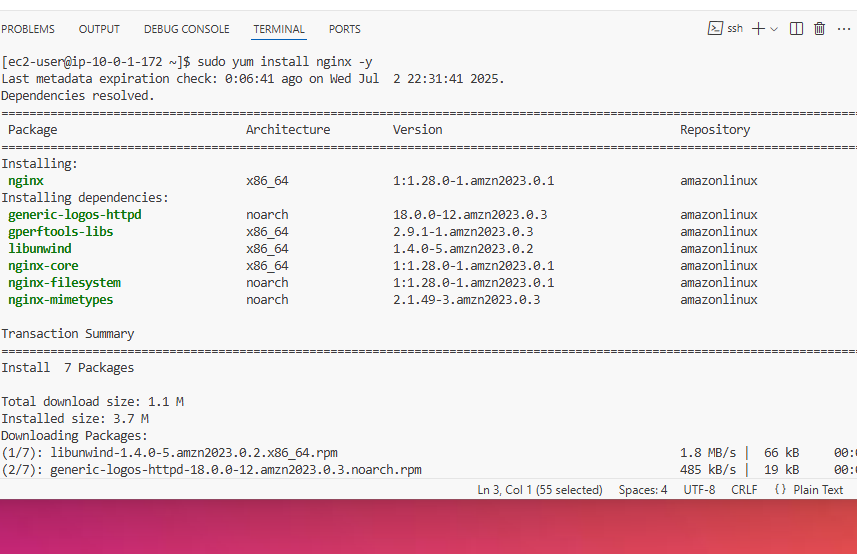 PROBLEMS OUTPUT DEBUG CONSOLE TERMINAL PORTS ssh
[ec2-user@ip-10-0-1-172 ~]$ sudo yum install nginx -y
Last metadata expiration check: 0:06:41 ago on Wed Jul  2 22:31:41 2025.
Dependencies resolved.
================================================================================
Package Architecture Version Repository
================================================================================
Installing:
nginx x86_64 1:1.28.0-1.amzn2023.0.1 amazonlinux
Installing dependencies:
generic-logos-httpd noarch 18.0.0-12.amzn2023.0.3 amazonlinux
gperftools-libs x86_64 2.9.1-1.amzn2023.0.3 amazonlinux
libunwind x86_64 1.4.0-5.amzn2023.0.2 amazonlinux
nginx-core x86_64 1:1.28.0-1.amzn2023.0.1 amazonlinux
nginx-filesystem noarch 1:1.28.0-1.amzn2023.0.1 amazonlinux
nginx-mimetypes noarch 2.1.49-3.amzn2023.0.3 amazonlinux
Transaction Summary
================================================================================
Install  7 Packages
Total download size: 1.1 M
Installed size: 3.7 M
Downloading Packages:
(1/7): libunwind-1.4.0-5.amzn2023.0.2.x86_64.rpm 1.8 MB/s |  66 kB 00:
(2/7): generic-logos-httpd-18.0.0-12.amzn2023.0.3.noarch.rpm 485 kB/s |  19 kB 00:
Ln 3, Col 1 (55 selected) Spaces: 4 UTF-8 CRLF {} Plain Text